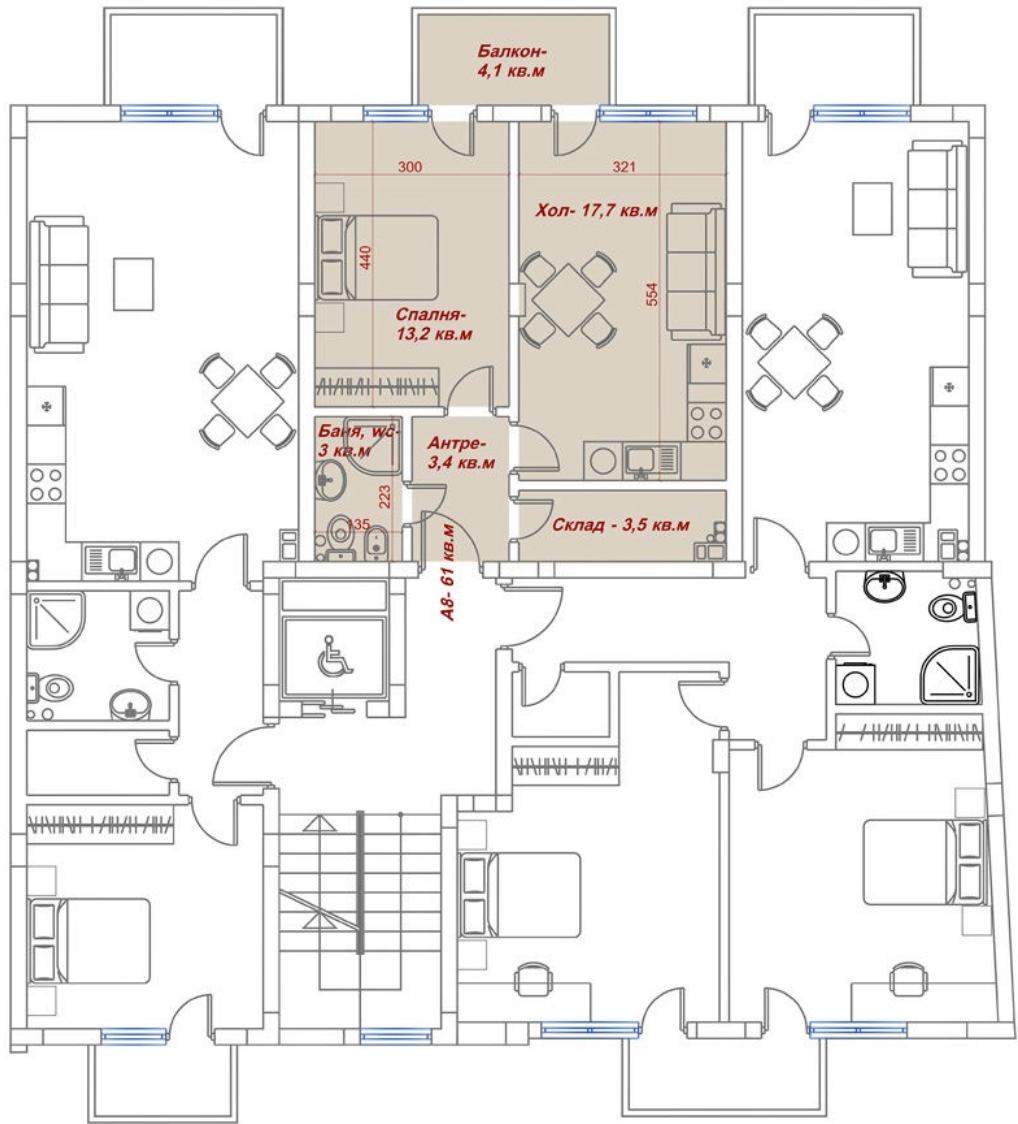 Балкон-
4,1 кв.м
300
321
Хол- 17,7 кв.м
440
554
Спалня-
13,2 кв.м
Баня, wc-
3 кв.м
Антре-
3,4 кв.м
223
135
Склад - 3,5 кв.м
А8- 61 кв.м